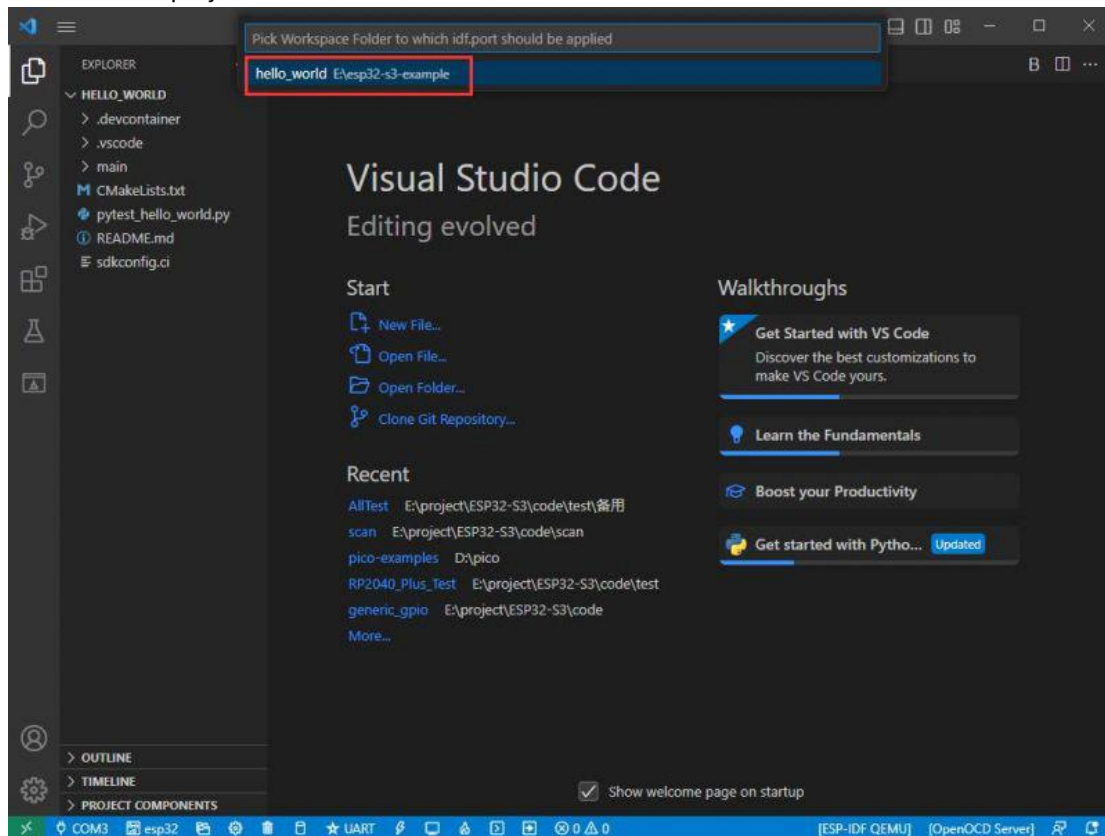 Pick Workspace Folder to which idf.port should be applied
hello_world E:\esp32-s3-example
EXPLORER
HELLO_WORLD
.devcontainer
.vscode
main
CMakeLists.txt
pytest_hello_world.py
README.md
sdkconfig.ci
Visual Studio Code
Editing evolved
Start
New File...
Open File...
Open Folder...
Clone Git Repository...
Recent
AllTest E:\project\ESP32-S3\code\test\备用
scan E:\project\ESP32-S3\code\scan
pico-examples D:\pico
RP2040_Plus_Test E:\project\ESP32-S3\code\test
generic_gpio E:\project\ESP32-S3\code
More...
Walkthroughs
Get Started with VS Code
Discover the best customizations to
make VS Code yours.
Learn the Fundamentals
Boost your Productivity
Get started with Pytho... Updated
OUTLINE
TIMELINE
PROJECT COMPONENTS
Show welcome page on startup
COM3 esp32 UART 0 0 [ESP-IDF QEMU] [OpenOCD Server]